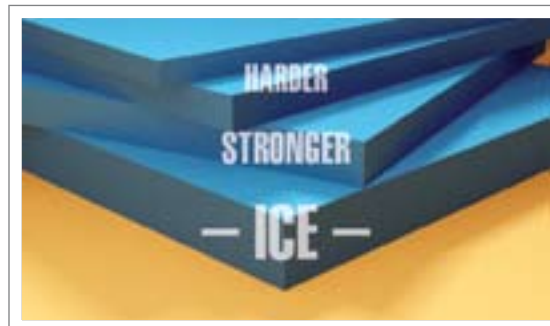 HARDER
STRONGER
— ICE —